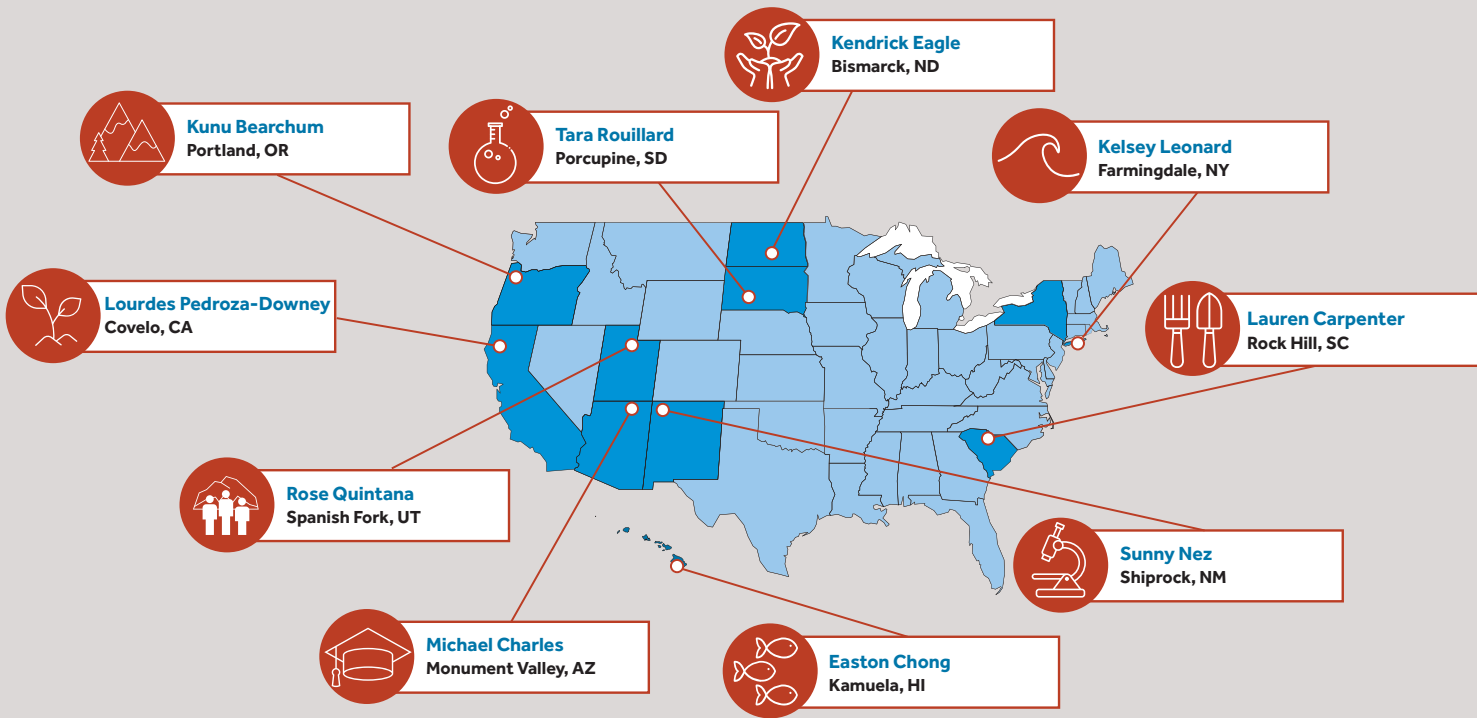 Kendrick Eagle
Bismarck, ND
Kunu Bearchum
Portland, OR
Tara Rouillard
Porcupine, SD
Kelsey Leonard
Farmingdale, NY
Lourdes Pedroza-Downey
Covelo, CA
Lauren Carpenter
Rock Hill, SC
Rose Quintana
Spanish Fork, UT
Sunny Nez
Shiprock, NM
Michael Charles
Monument Valley, AZ
Easton Chong
Kamuela, HI